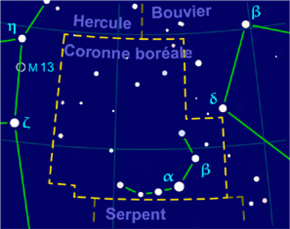 Bouvier
Hercule
β
η
Coronne boréale
M 13
δ
ζ
β
α
Serpent